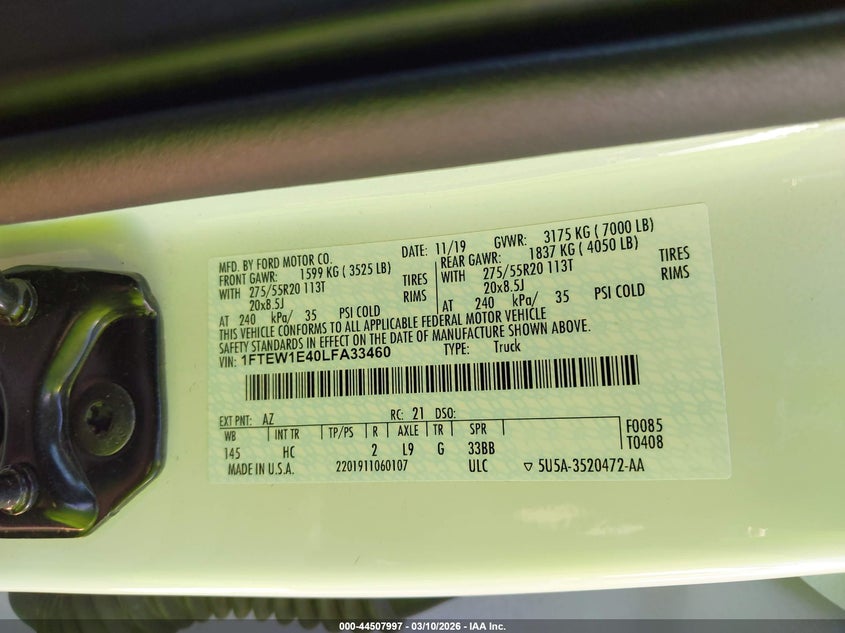 MFD. BY FORD MOTOR CO. DATE: 11/19 GVWR: 3175 KG ( 7000 LB)
FRONT GAWR: 1599 KG ( 3525 LB) REAR GAWR: 1837 KG ( 4050 LB)
WITH 275/55R20 113T TIRES WITH 275/55R20 113T TIRES
20x8.5J RIMS 20x8.5J RIMS
AT 240 kPa/ 35 PSI COLD AT 240 kPa/ 35 PSI COLD
THIS VEHICLE CONFORMS TO ALL APPLICABLE FEDERAL MOTOR VEHICLE
SAFETY STANDARDS IN EFFECT ON THE DATE OF MANUFACTURE SHOWN ABOVE.
VIN: 1FTEW1E40LFA33460 TYPE: Truck
EXT PNT: AZ RC: 21 DSO:
WB INT TR TP/PS R AXLE TR SPR F0085
145 HC 2 L9 G 33BB T0408
MADE IN U.S.A. 2201911060107 ULC ▽ 5U5A-3520472-AA
000-44507997 - 03/10/2026 - IAA Inc.